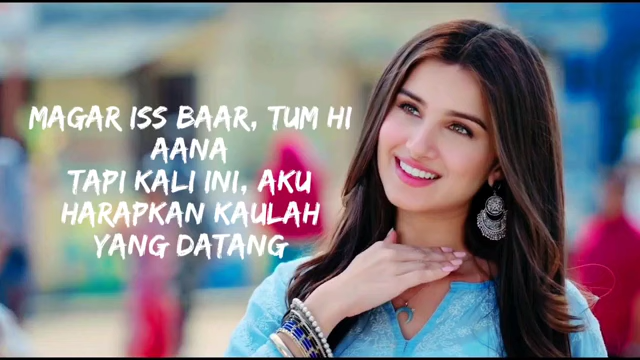 MAGAR ISS BAAR, TUM HI
AANA
TAPI KALI INI, AKU
HARAPKAN KAULAH
YANG DATANG